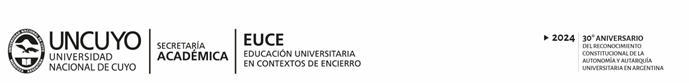 UNCUYO
UNIVERSIDAD
NACIONAL DE CUYO
SECRETARÍA
ACADÉMICA
EUCE
EDUCACIÓN UNIVERSITARIA
EN CONTEXTOS DE ENCIERRO
2024
30° ANIVERSARIO
DEL RECONOCIMIENTO
CONSTITUCIONAL DE LA
AUTONOMÍA Y AUTARQUÍA
UNIVERSITARIA EN ARGENTINA